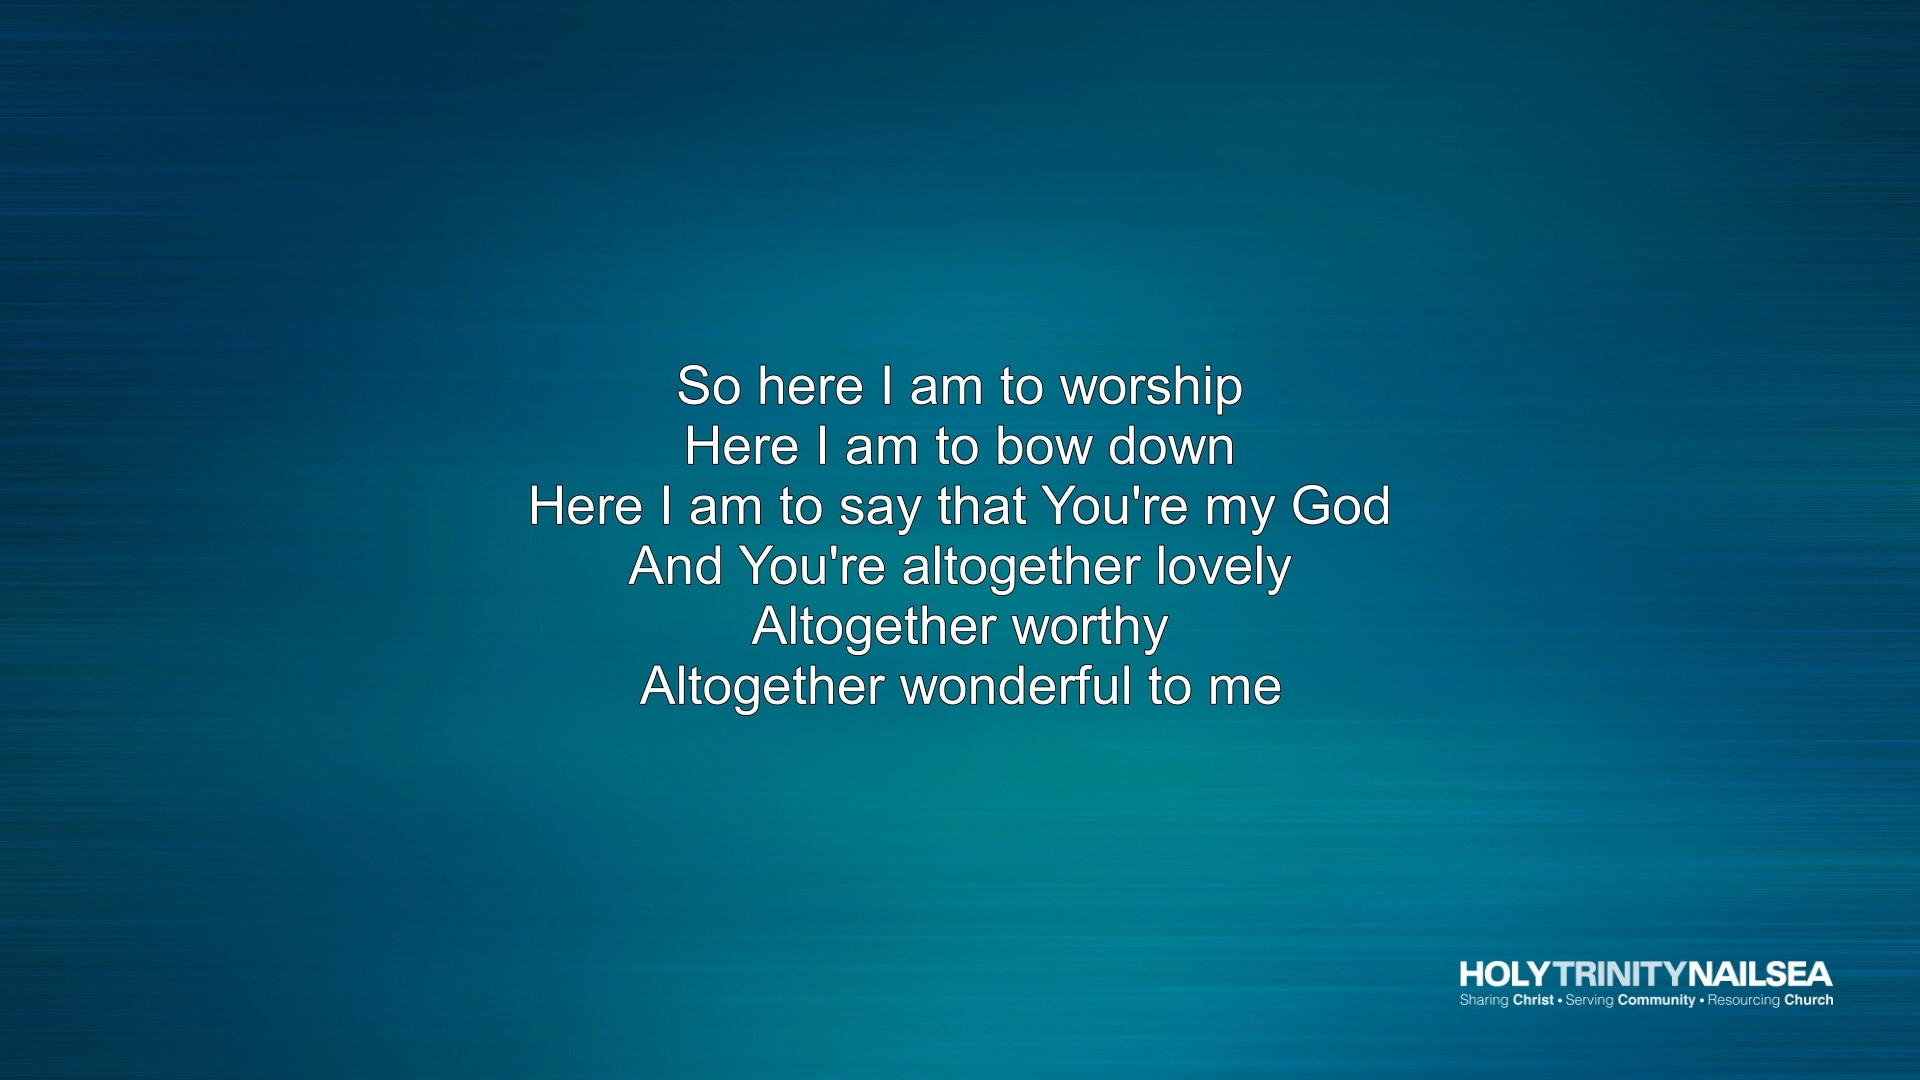 So here I am to worship
Here I am to bow down
Here I am to say that You're my God
And You're altogether lovely
Altogether worthy
Altogether wonderful to me
HOLYTRINITYNAILSEA
Sharing Christ • Serving Community • Resourcing Church